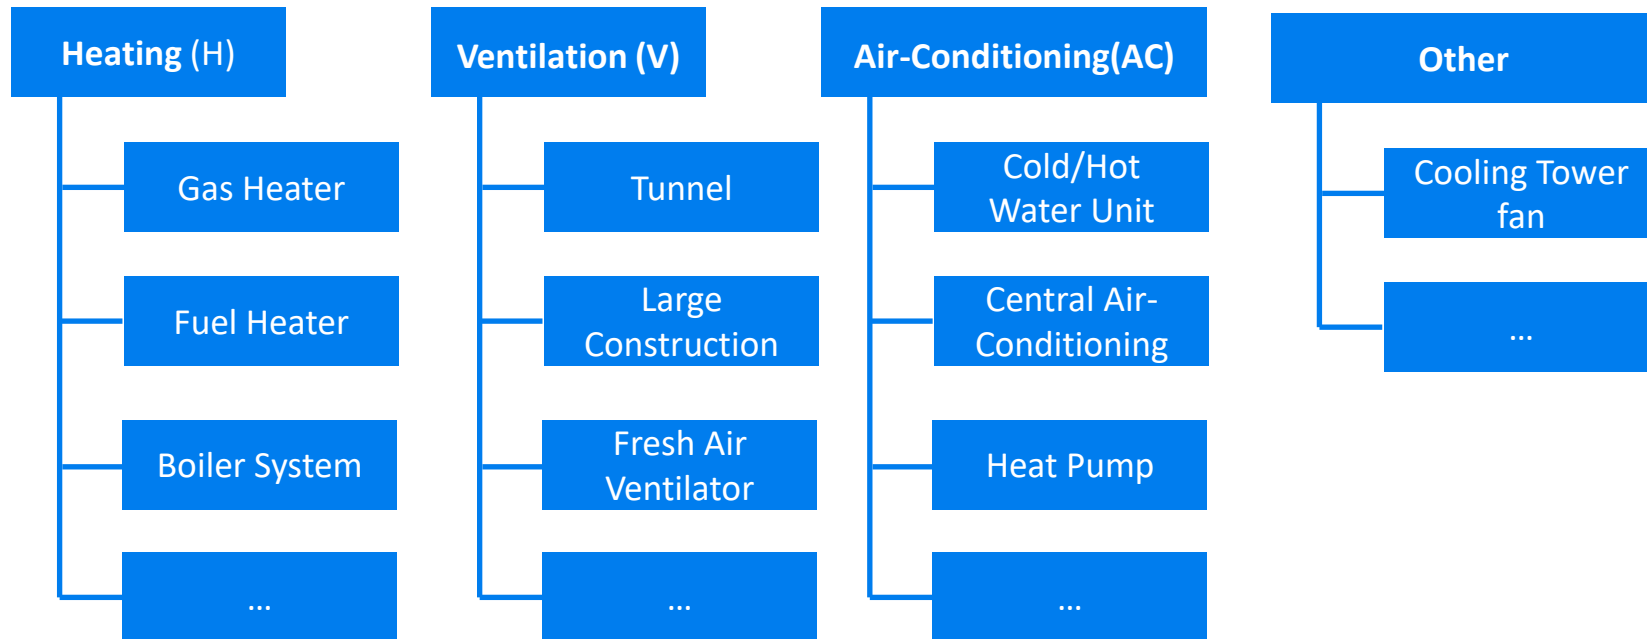 Heating (H)
Gas Heater
Fuel Heater
Boiler System
...
Ventilation (V)
Tunnel
Large
Construction
Fresh Air
Ventilator
...
Air-Conditioning(AC)
Cold/Hot
Water Unit
Central Air-
Conditioning
Heat Pump
...
Other
Cooling Tower
fan
...